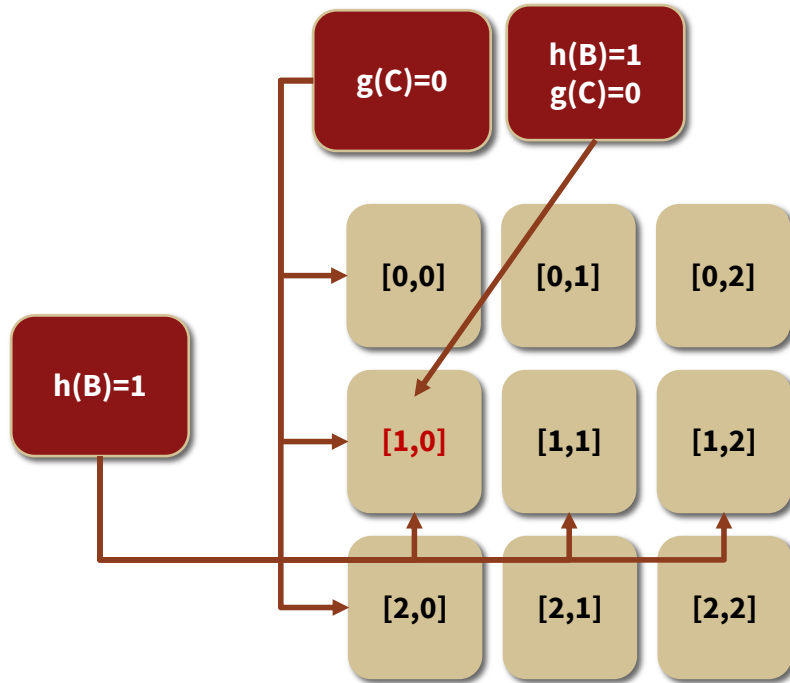 g(C)=0
h(B)=1
g(C)=0
[0,0]
[0,1]
[0,2]
h(B)=1
[1,0]
[1,1]
[1,2]
[2,0]
[2,1]
[2,2]